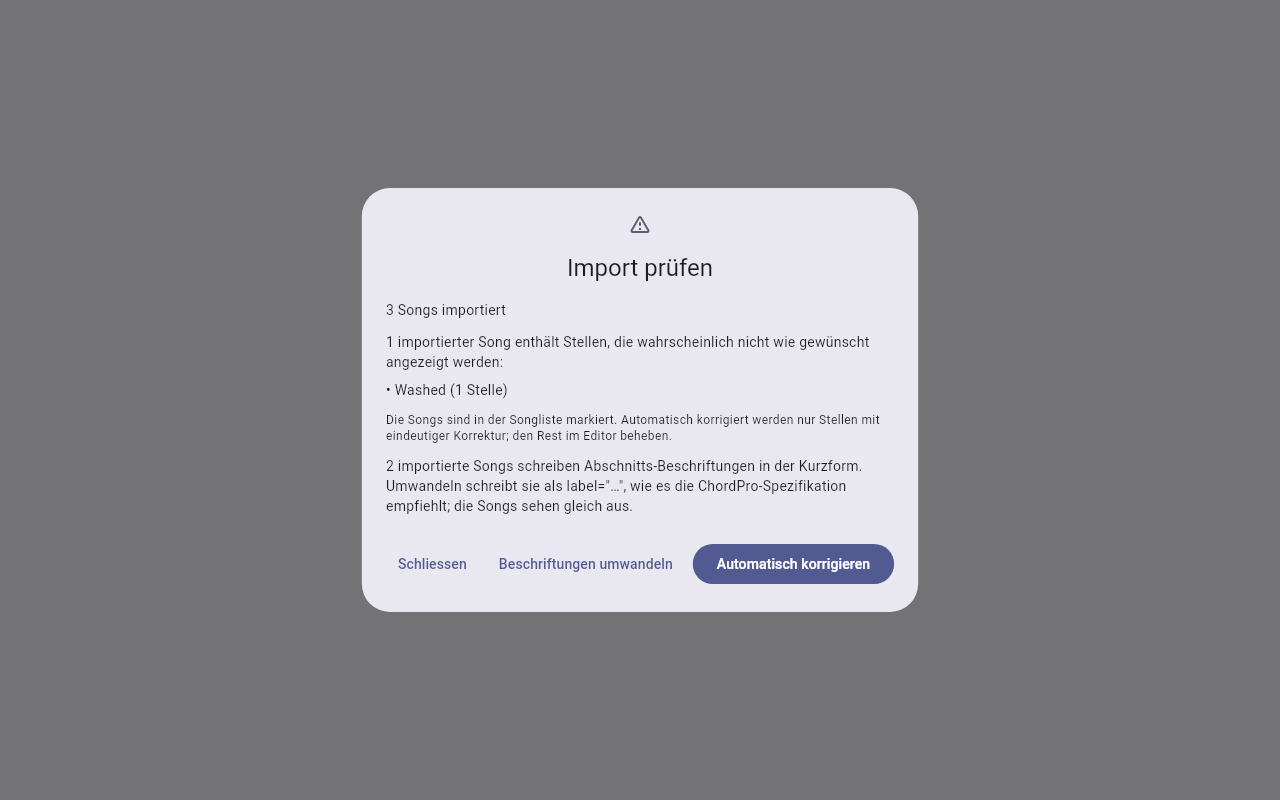 Import prüfen
3 Songs importiert
1 importierter Song enthält Stellen, die wahrscheinlich nicht wie gewünscht
angezeigt werden:
• Washed (1 Stelle)
Die Songs sind in der Songliste markiert. Automatisch korrigiert werden nur Stellen mit
eindeutiger Korrektur; den Rest im Editor beheben.
2 importierte Songs schreiben Abschnitts-Beschriftungen in der Kurzform.
Umwandeln schreibt sie als label="…", wie es die ChordPro-Spezifikation
empfiehlt; die Songs sehen gleich aus.
Schliessen
Beschriftungen umwandeln
Automatisch korrigieren